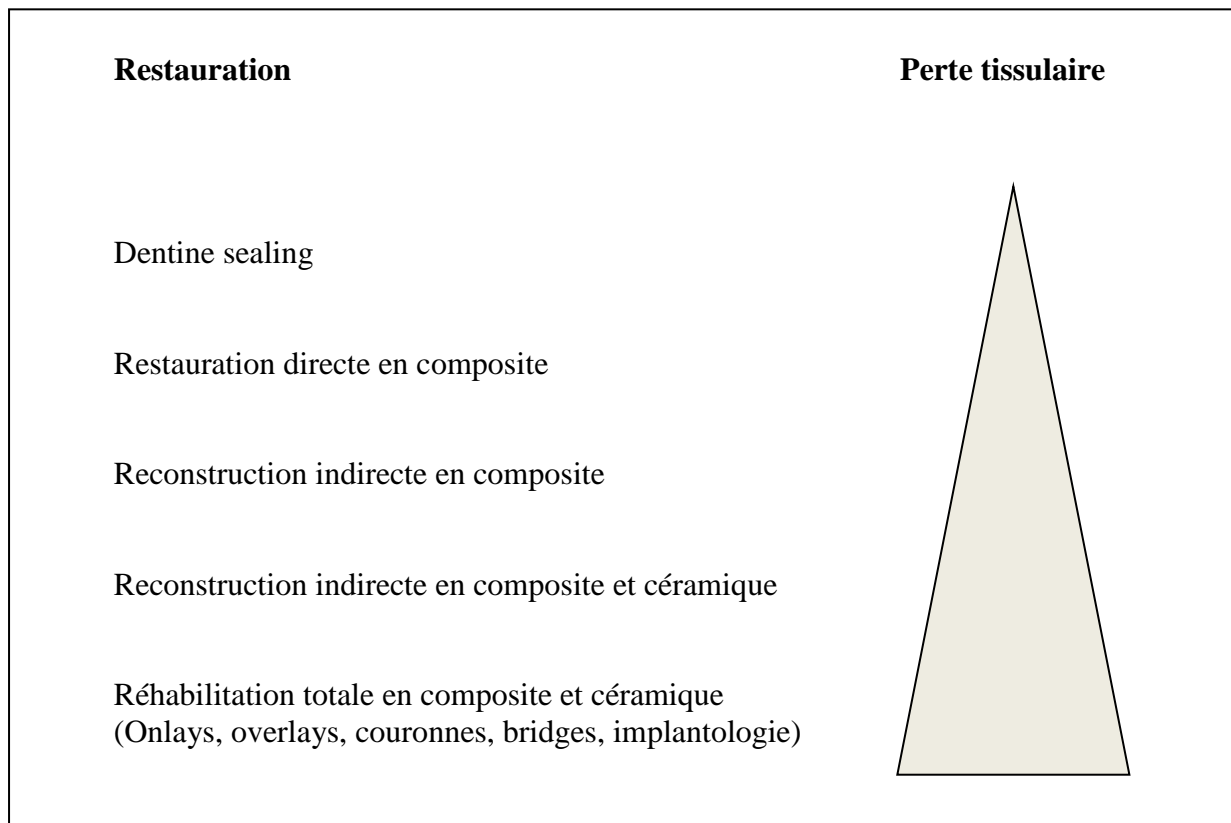 Restauration Perte tissulaire
Dentine sealing
Restauration directe en composite
Reconstruction indirecte en composite
Reconstruction indirecte en composite et céramique
Réhabilitation totale en composite et céramique
(Onlays, overlays, couronnes, bridges, implantologie)